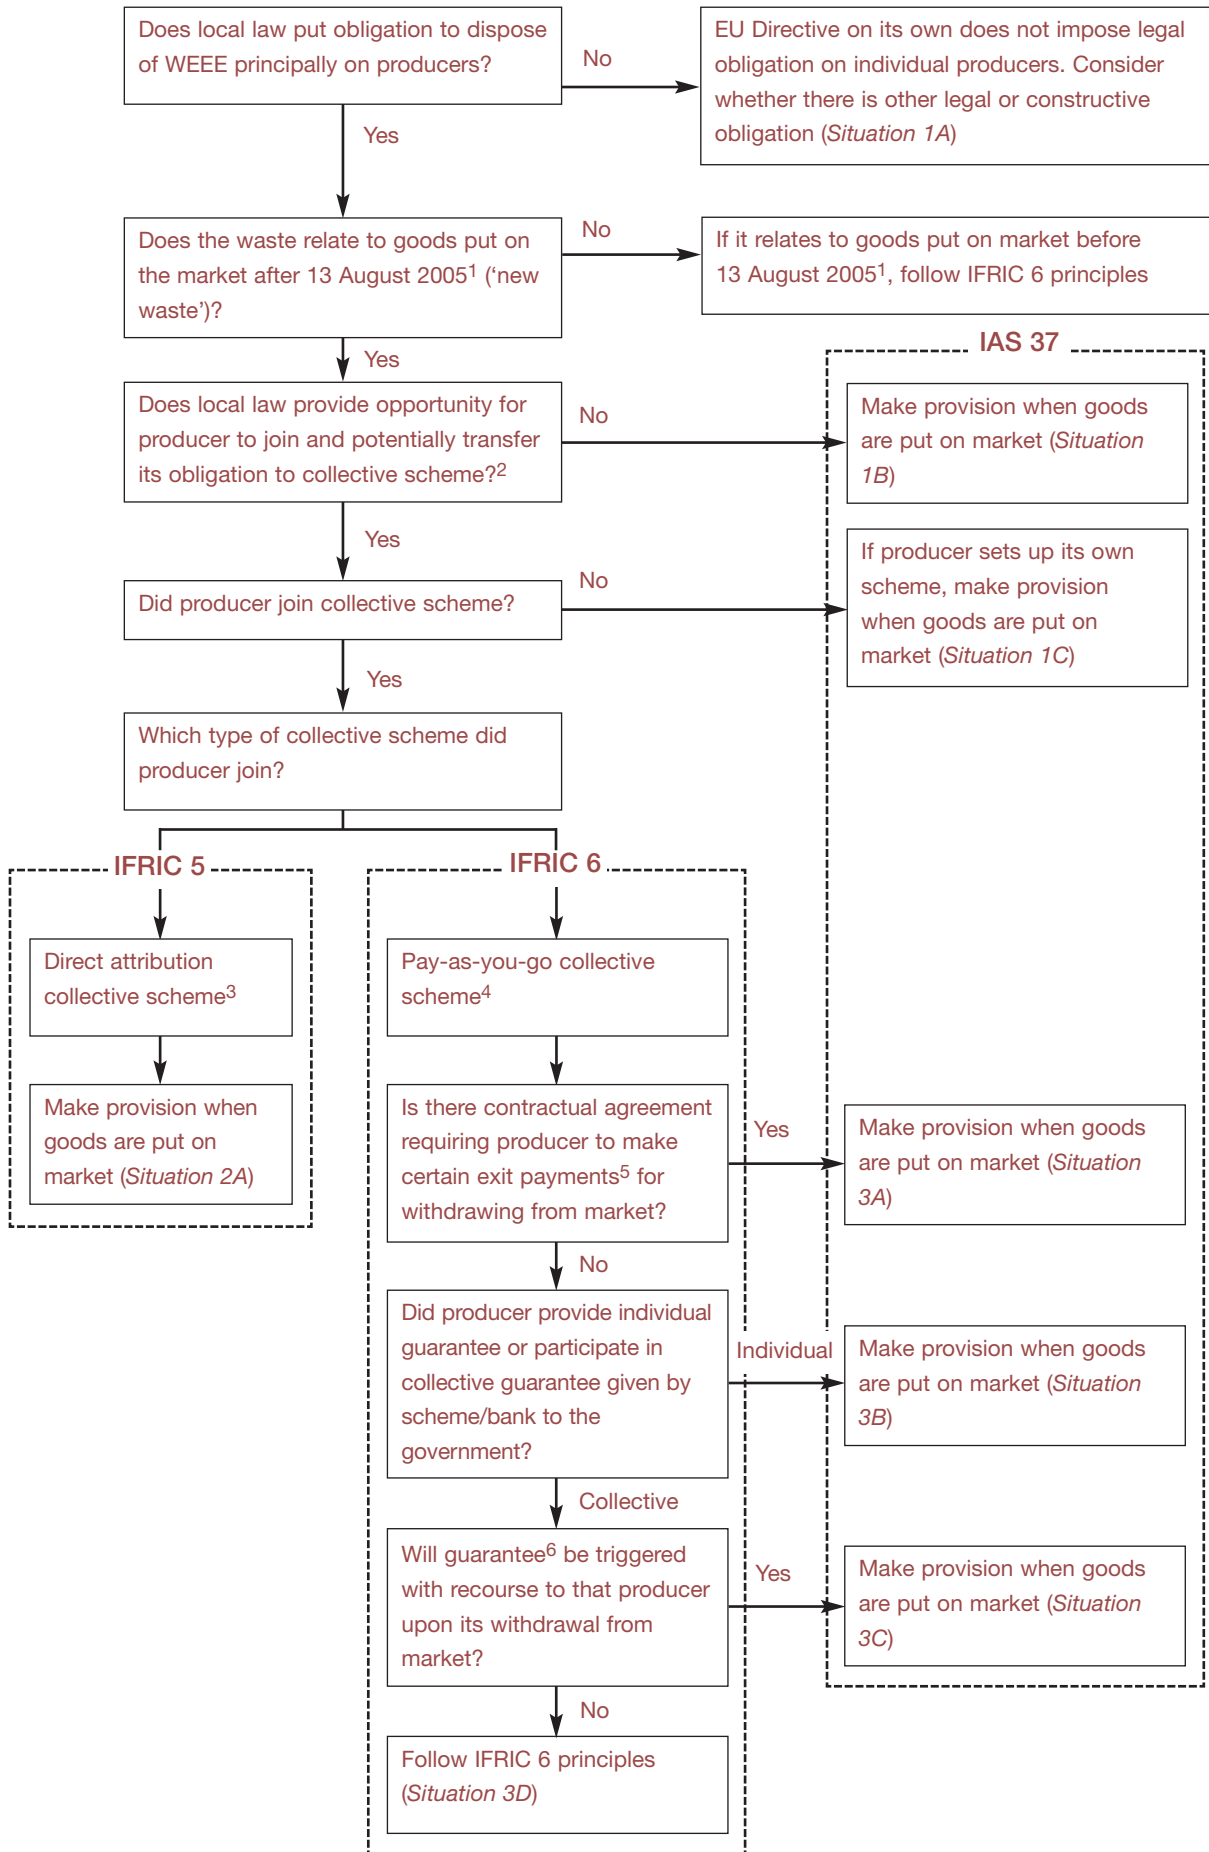 Does local law put obligation to dispose
of WEEE principally on producers?
No
EU Directive on its own does not impose legal
obligation on individual producers. Consider
whether there is other legal or constructive
obligation (Situation 1A)
Yes
Does the waste relate to goods put on
the market after 13 August 2005¹ (‘new
waste’)?
No
If it relates to goods put on market before
13 August 2005¹, follow IFRIC 6 principles
Yes
IAS 37
Does local law provide opportunity for
producer to join and potentially transfer
its obligation to collective scheme?²
No
Make provision when goods
are put on market (Situation
1B)
Yes
Did producer join collective scheme?
No
If producer sets up its own
scheme, make provision
when goods are put on
market (Situation 1C)
Yes
Which type of collective scheme did
producer join?
IFRIC 5
IFRIC 6
Direct attribution
collective scheme³
Pay-as-you-go collective
scheme⁴
Make provision when
goods are put on
market (Situation 2A)
Is there contractual agreement
requiring producer to make
certain exit payments⁵ for
withdrawing from market?
Yes
Make provision when goods
are put on market (Situation
3A)
No
Did producer provide individual
guarantee or participate in
collective guarantee given by
scheme/bank to the
government?
Individual
Make provision when goods
are put on market (Situation
3B)
Collective
Will guarantee⁶ be triggered
with recourse to that producer
upon its withdrawal from
market?
Yes
Make provision when goods
are put on market (Situation
3C)
No
Follow IFRIC 6 principles
(Situation 3D)